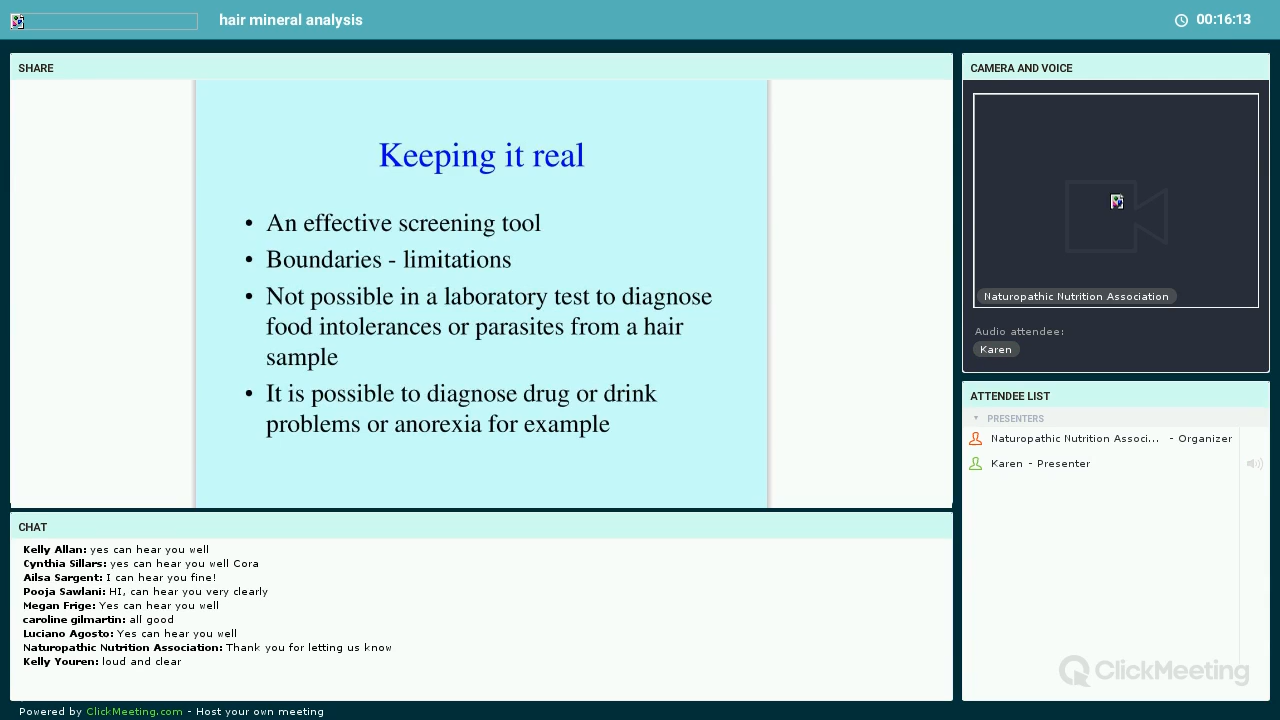 hair mineral analysis
00:16:13
SHARE
Keeping it real
• An effective screening tool
• Boundaries - limitations
• Not possible in a laboratory test to diagnose
food intolerances or parasites from a hair
sample
• It is possible to diagnose drug or drink
problems or anorexia for example
CAMERA AND VOICE
Naturopathic Nutrition Association
Audio attendee:
Karen
ATTENDEE LIST
PRESENTERS
Naturopathic Nutrition Associ... - Organizer
Karen - Presenter
ClickMeeting
CHAT
Kelly Allan: yes can hear you well
Cynthia Sillars: yes can hear you well Cora
Ailsa Sargent: I can hear you fine!
Pooja Sawlani: HI, can hear you very clearly
Megan Frige: Yes can hear you well
caroline gilmartin: all good
Luciano Agosto: Yes can hear you well
Naturopathic Nutrition Association: Thank you for letting us know
Kelly Youren: loud and clear
Powered by ClickMeeting.com - Host your own meeting